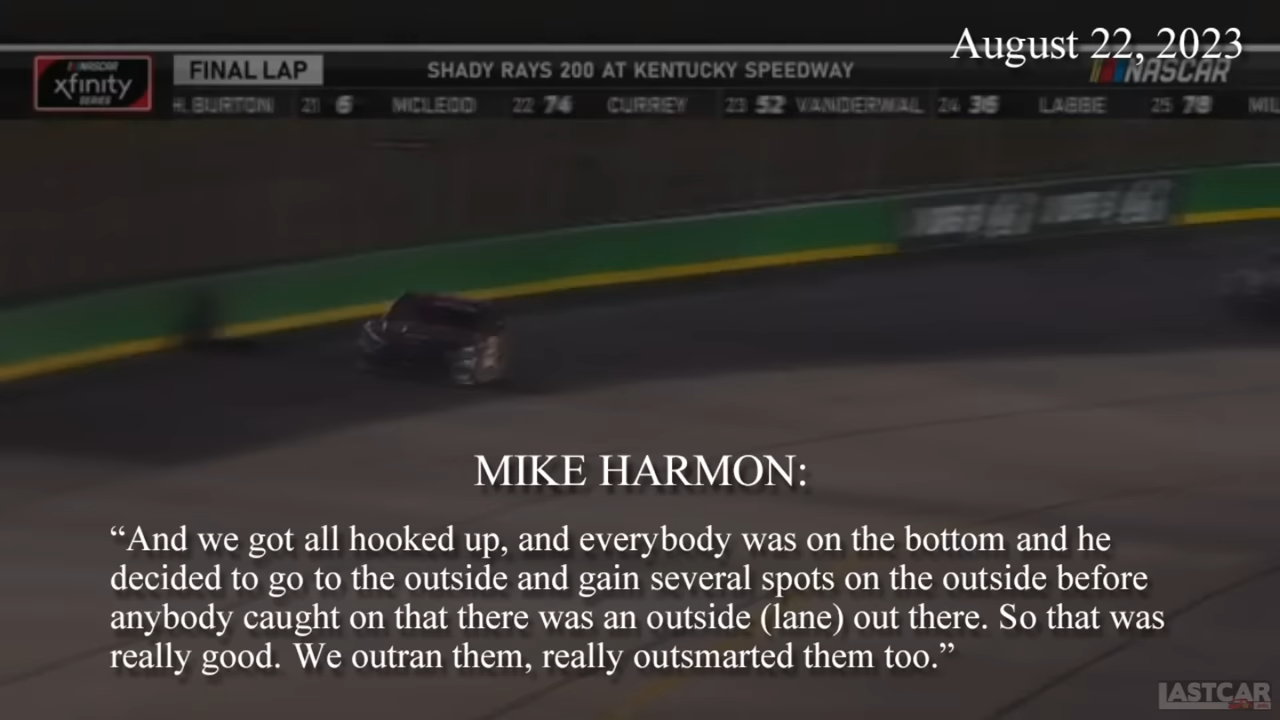 August 22, 2023
NASCAR
xfinity
SERIES
FINAL LAP
SHADY RAYS 200 AT KENTUCKY SPEEDWAY
NASCAR
H. BURTON 21 6 MCLEOD 22 74 CURREY 23 52 VANDERWAL 24 36 LABBE 25 78 MIL
MIKE HARMON:
“And we got all hooked up, and everybody was on the bottom and he
decided to go to the outside and gain several spots on the outside before
anybody caught on that there was an outside (lane) out there. So that was
really good. We outran them, really outsmarted them too.”
LASTCAR